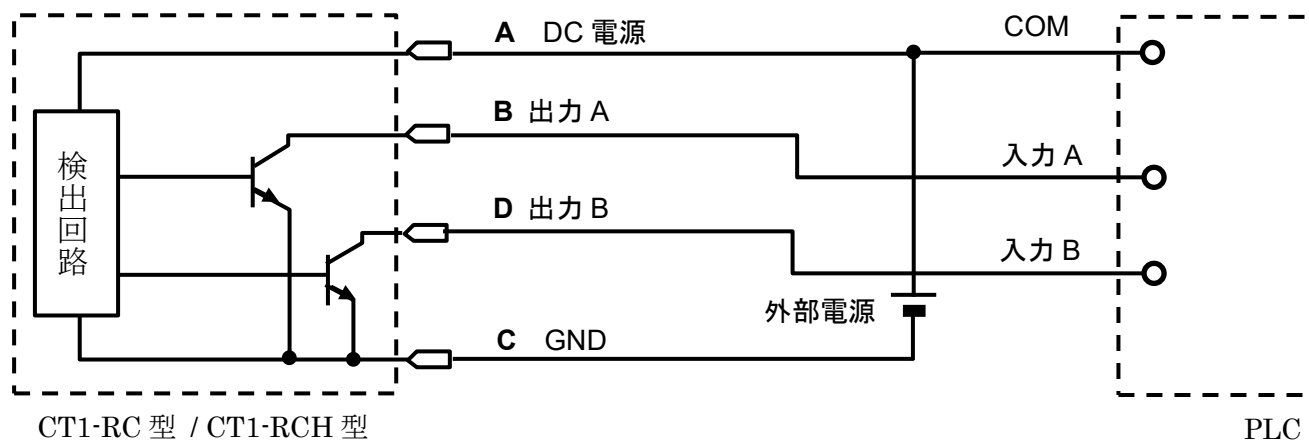 A DC 電源
COM
B 出力 A
入力 A
検出回路
D 出力 B
入力 B
外部電源
C GND
CT1-RC 型 / CT1-RCH 型
PLC